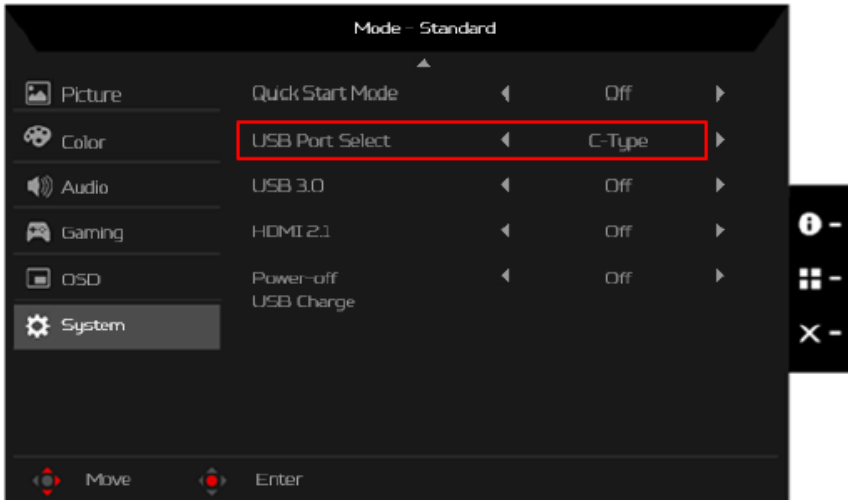 Mode - Standard
Picture
Color
Audio
Gaming
OSD
System
Quick Start Mode Off
USB Port Select C-Type
USB 3.0 Off
HDMI 2.1 Off
Power-off Off
USB Charge
Move Enter